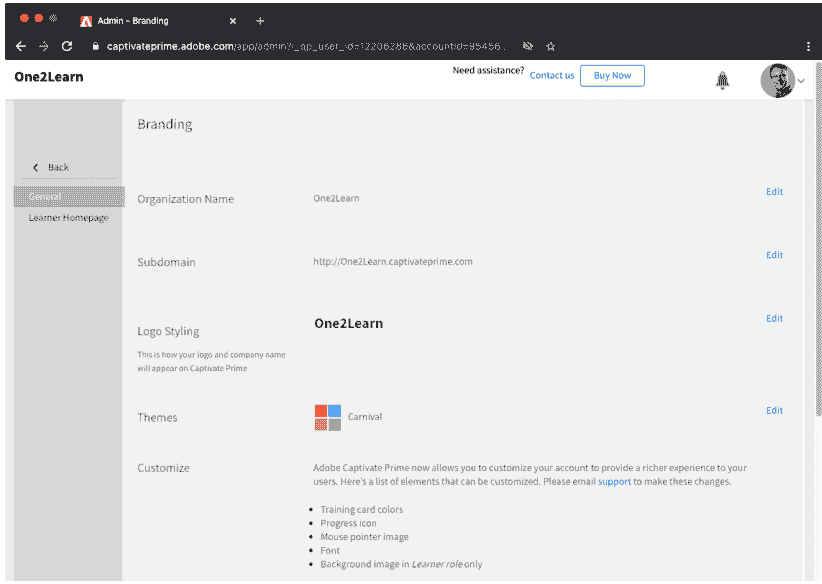 Admin - Branding
captivateprime.adobe.com/app/admin?i_qp_user_id=12206286&accountId=95456
One2Learn
Need assistance? Contact us Buy Now
Branding
Back
General
Learner Homepage
Organization Name One2Learn Edit
Subdomain http://One2Learn.captivateprime.com Edit
Logo Styling One2Learn Edit
This is how your logo and company name
will appear on Captivate Prime
Themes Carnival Edit
Customize Adobe Captivate Prime now allows you to customize your account to provide a richer experience to your
users. Here's a list of elements that can be customized. Please email support to make these changes.
Training card colors
Progress icon
Mouse pointer image
Font
Background image in Learner role only